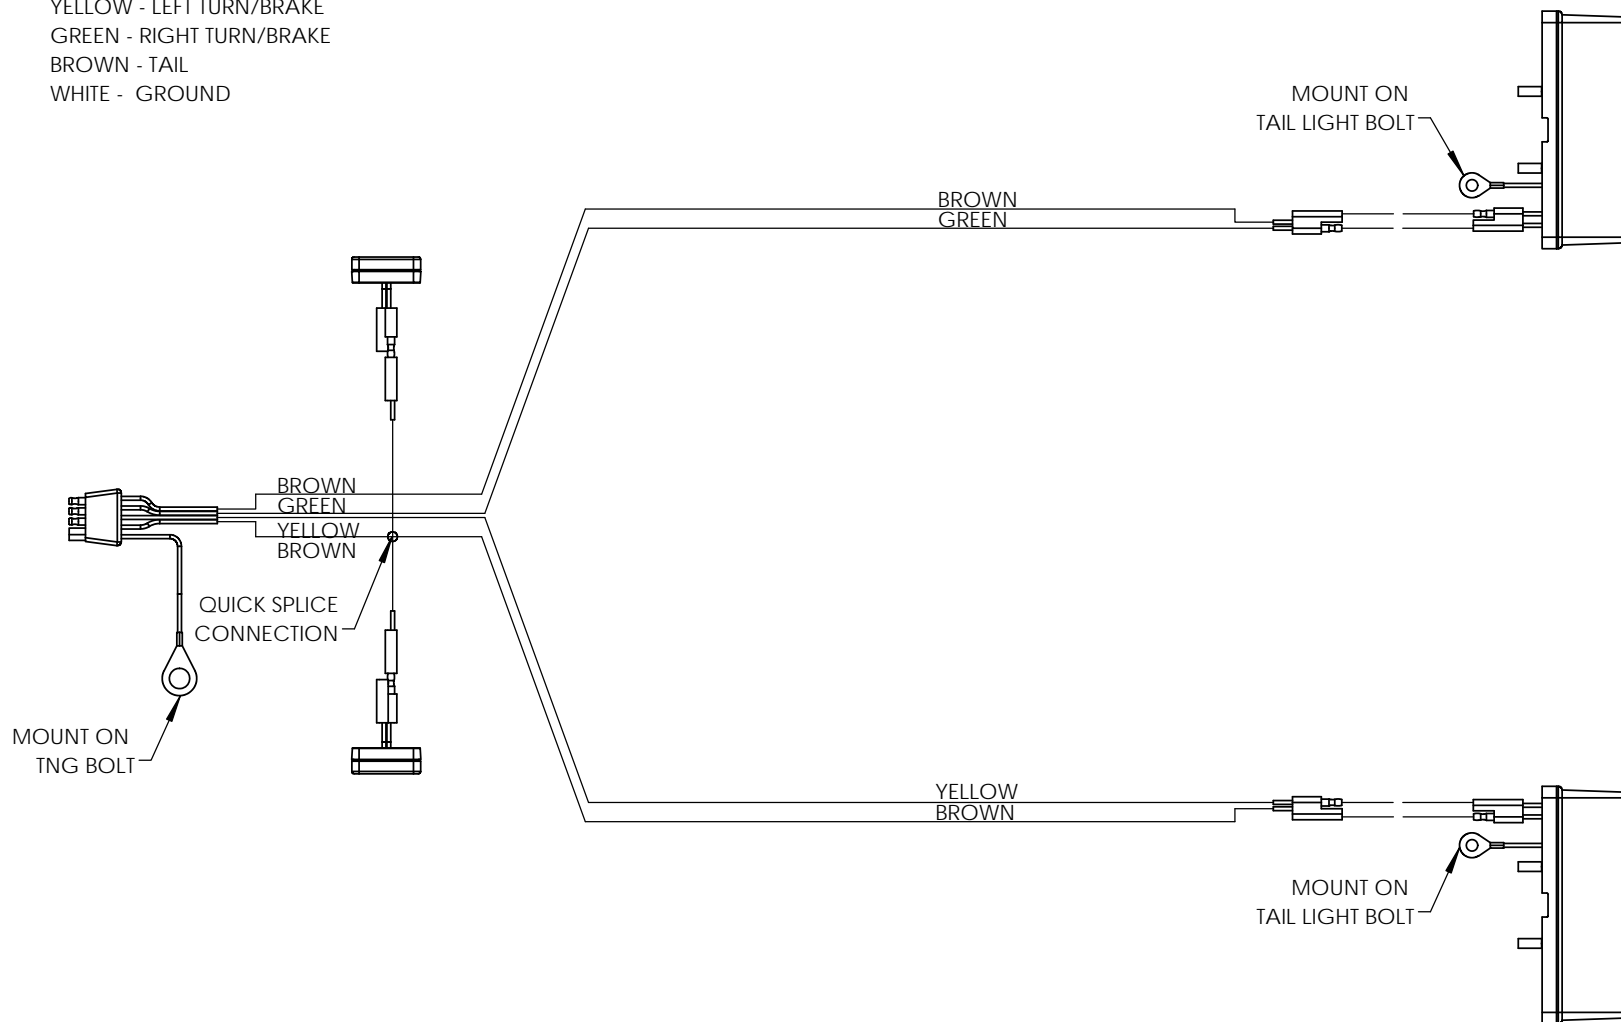 YELLOW - LEFT TURN/BRAKE
GREEN - RIGHT TURN/BRAKE
BROWN - TAIL
WHITE - GROUND
MOUNT ON
TAIL LIGHT BOLT
BROWN
GREEN
BROWN
GREEN
YELLOW
BROWN
QUICK SPLICE
CONNECTION
MOUNT ON
TNG BOLT
YELLOW
BROWN
MOUNT ON
TAIL LIGHT BOLT